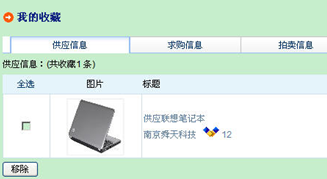 我的收藏
供应信息 求购信息 拍卖信息
供应信息：(共收藏1条)
全选 图片 标题
供应联想笔记本
南京舜天科技 12
移除